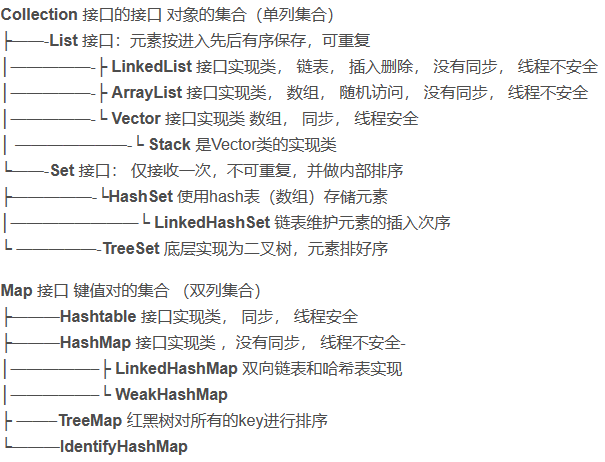 Collection 接口的接口 对象的集合（单列集合）
├——-List 接口：元素按进入先后有序保存，可重复
│—————-├ LinkedList 接口实现类， 链表， 插入删除， 没有同步， 线程不安全
│—————-├ ArrayList 接口实现类， 数组， 随机访问， 没有同步， 线程不安全
│—————-└ Vector 接口实现类 数组， 同步， 线程安全
│ ———————-└ Stack 是Vector类的实现类
└——-Set 接口： 仅接收一次，不可重复，并做内部排序
├—————-└HashSet 使用hash表（数组）存储元素
│————————└ LinkedHashSet 链表维护元素的插入次序
└ —————-TreeSet 底层实现为二叉树，元素排好序
Map 接口 键值对的集合 （双列集合）
├———Hashtable 接口实现类， 同步， 线程安全
├———HashMap 接口实现类 ，没有同步， 线程不安全-
│—————–├ LinkedHashMap 双向链表和哈希表实现
│—————–└ WeakHashMap
├ ——–TreeMap 红黑树对所有的key进行排序
└———IdentifyHashMap